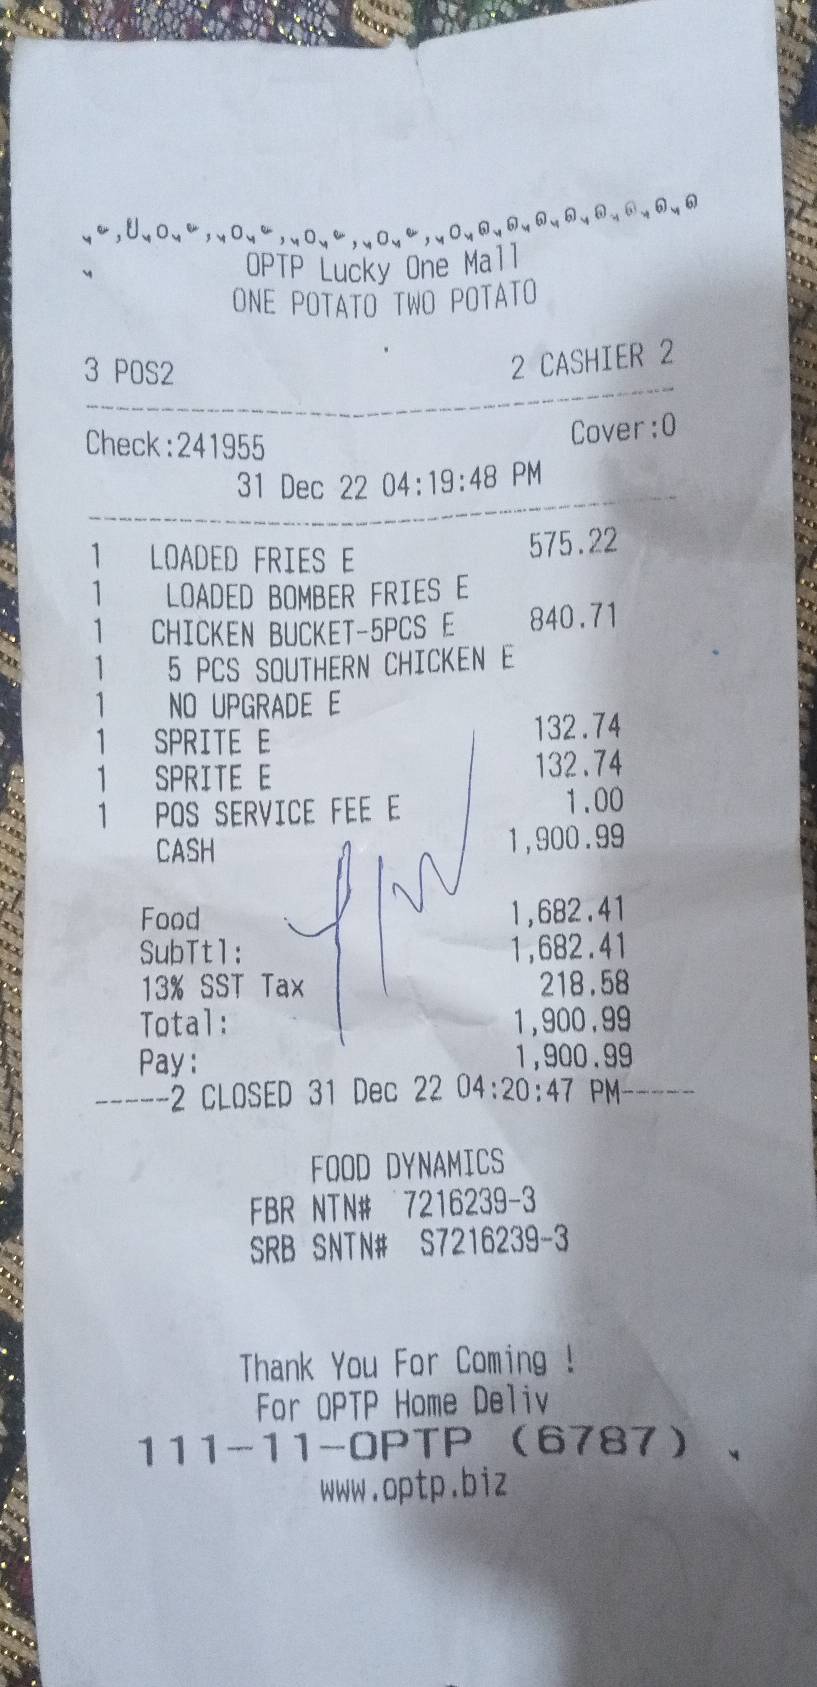 OPTP Lucky One Mall
ONE POTATO TWO POTATO
3 POS2 2 CASHIER 2
Check:241955 Cover:0
31 Dec 22 04:19:48 PM
1 LOADED FRIES E 575.22
1 LOADED BOMBER FRIES E
1 CHICKEN BUCKET-5PCS E 840.71
1 5 PCS SOUTHERN CHICKEN E
1 NO UPGRADE E
1 SPRITE E 132.74
1 SPRITE E 132.74
1 POS SERVICE FEE E 1.00
CASH 1,900.99
Food 1,682.41
SubTtl: 1,682.41
13% SST Tax 218.58
Total: 1,900.99
Pay: 1,900.99
-----2 CLOSED 31 Dec 22 04:20:47 PM-----
FOOD DYNAMICS
FBR NTN# 7216239-3
SRB SNTN# S7216239-3
Thank You For Coming !
For OPTP Home Deliv
111-11-OPTP (6787)
www.optp.biz